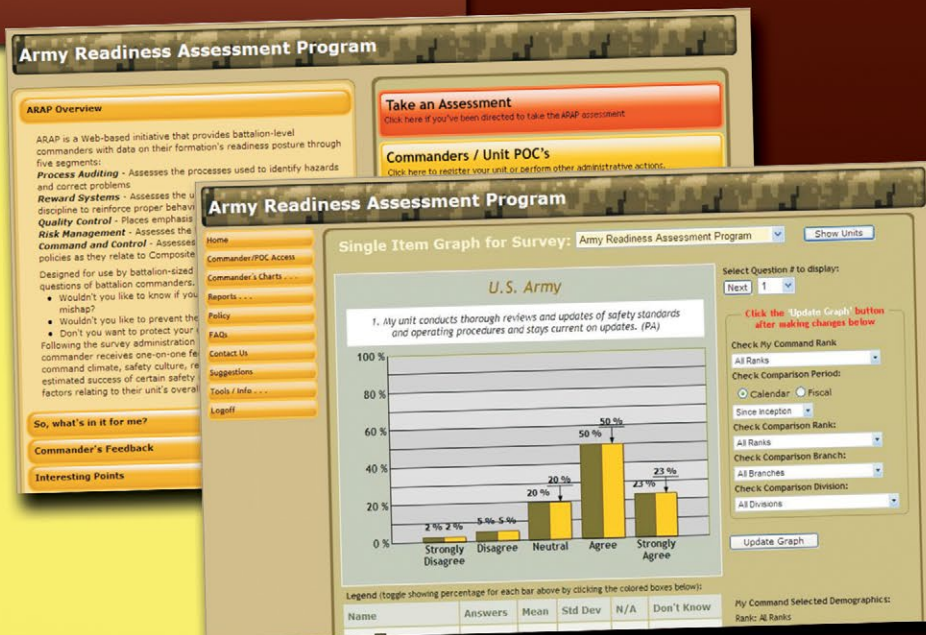 Army Readiness Assessment Program
ARAP Overview
ARAP is a Web-based initiative that provides battalion-level
commanders with data on their formation's readiness posture through
five segments:
Process Auditing - Assesses the processes used to identify hazards
and correct problems
Reward Systems - Assesses the u
discipline to reinforce proper behavi
Quality Control - Places emphasis
Risk Management - Assesses the
Command and Control - Assesses
policies as they relate to Composite
Designed for use by battalion-sized
questions of battalion commanders.
• Wouldn't you like to know if you
mishap?
• Wouldn't you like to prevent the
• Don't you want to protect your
Following the survey administration
commander receives one-on-one fe
command climate, safety culture, re
estimated success of certain safety
factors relating to their unit's overal
So, what's in it for me?
Commander's Feedback
Interesting Points
Take an Assessment
Click here if you've been directed to take the ARAP assessment
Commanders / Unit POC's
Click here to register your unit or perform other administrative actions.
Army Readiness Assessment Program
Home
Commander/POC Access
Commander's Charts . . .
Reports . . .
Policy
FAQs
Contact Us
Suggestions
Tools / Info . . .
Logoff
Single Item Graph for Survey: Army Readiness Assessment Program Show Units
U.S. Army
1. My unit conducts thorough reviews and updates of safety standards
and operating procedures and stays current on updates. (PA)
100 %
80 %
60 %
40 %
20 %
0 %
2 % 2 %
5 % 5 %
20 % 20 %
50 % 50 %
23 % 23 %
Strongly Disagree
Disagree
Neutral
Agree
Strongly Agree
Select Question # to display:
Next 1
Click the 'Update Graph' button
after making changes below
Check My Command Rank
All Ranks
Check Comparison Period:
Calendar Fiscal
Since Inception
Check Comparison Rank:
All Ranks
Check Comparison Branch:
All Branches
Check Comparison Division:
All Divisions
Update Graph
Legend (toggle showing percentage for each bar above by clicking the colored boxes below):
Name Answers Mean Std Dev N/A Don't Know
My Command Selected Demographics:
Rank: All Ranks